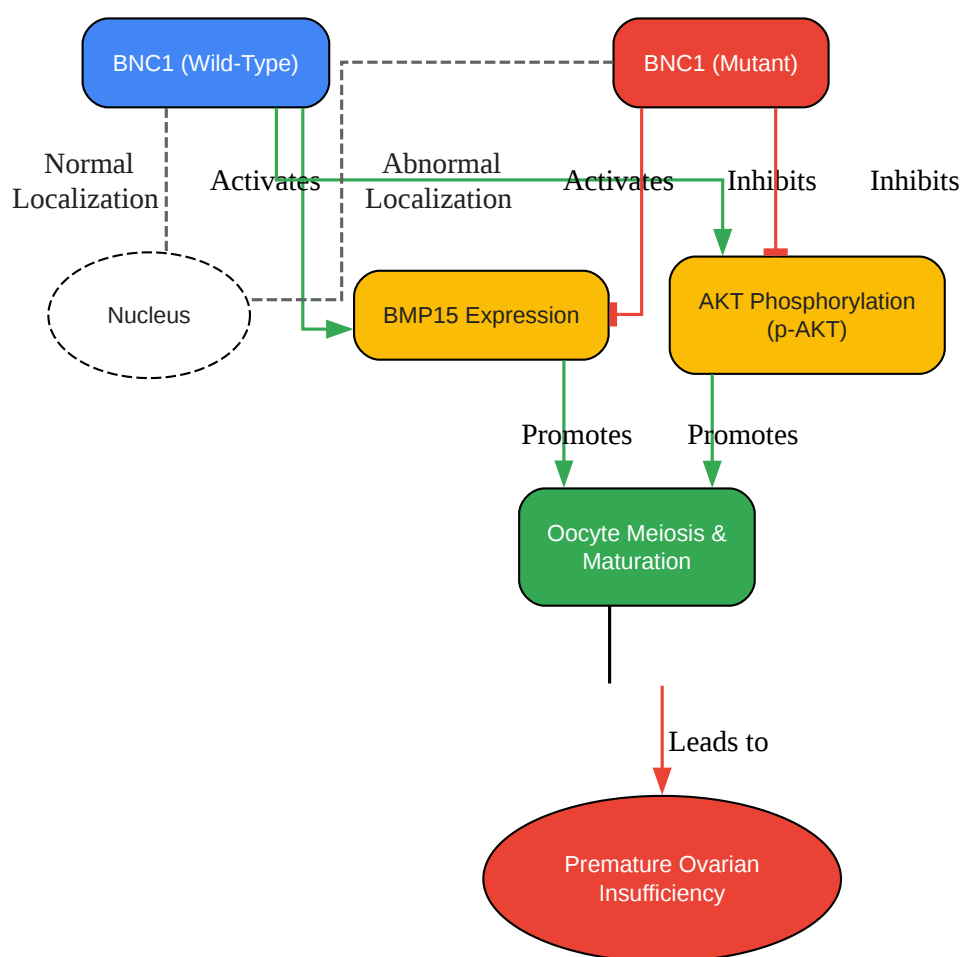 BNC1 (Wild-Type)
BNC1 (Mutant)
Normal
Localization
Activates
Abnormal
Localization
Activates
Inhibits
Inhibits
Nucleus
BMP15 Expression
AKT Phosphorylation
(p-AKT)
Promotes
Promotes
Oocyte Meiosis &
Maturation
Leads to
Premature Ovarian
Insufficiency